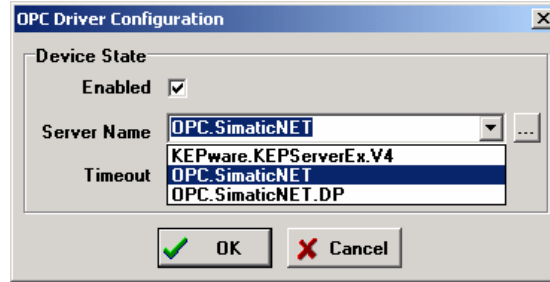 OPC Driver Configuration
Device State
Enabled
Server Name OPC.SimaticNET ...
KEPware.KEPServerEx.V4
Timeout OPC.SimaticNET
OPC.SimaticNET.DP
OK Cancel